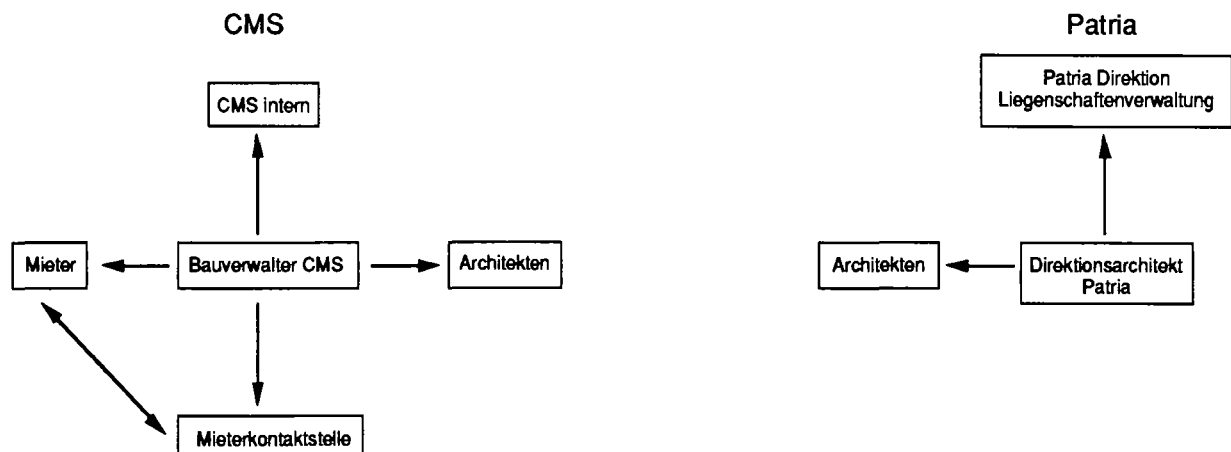 CMS
CMS intern
Mieter
Bauverwalter CMS
Architekten
Mieterkontaktstelle
Patria
Patria Direktion
Liegenschaftenverwaltung
Architekten
Direktionsarchitekt
Patria